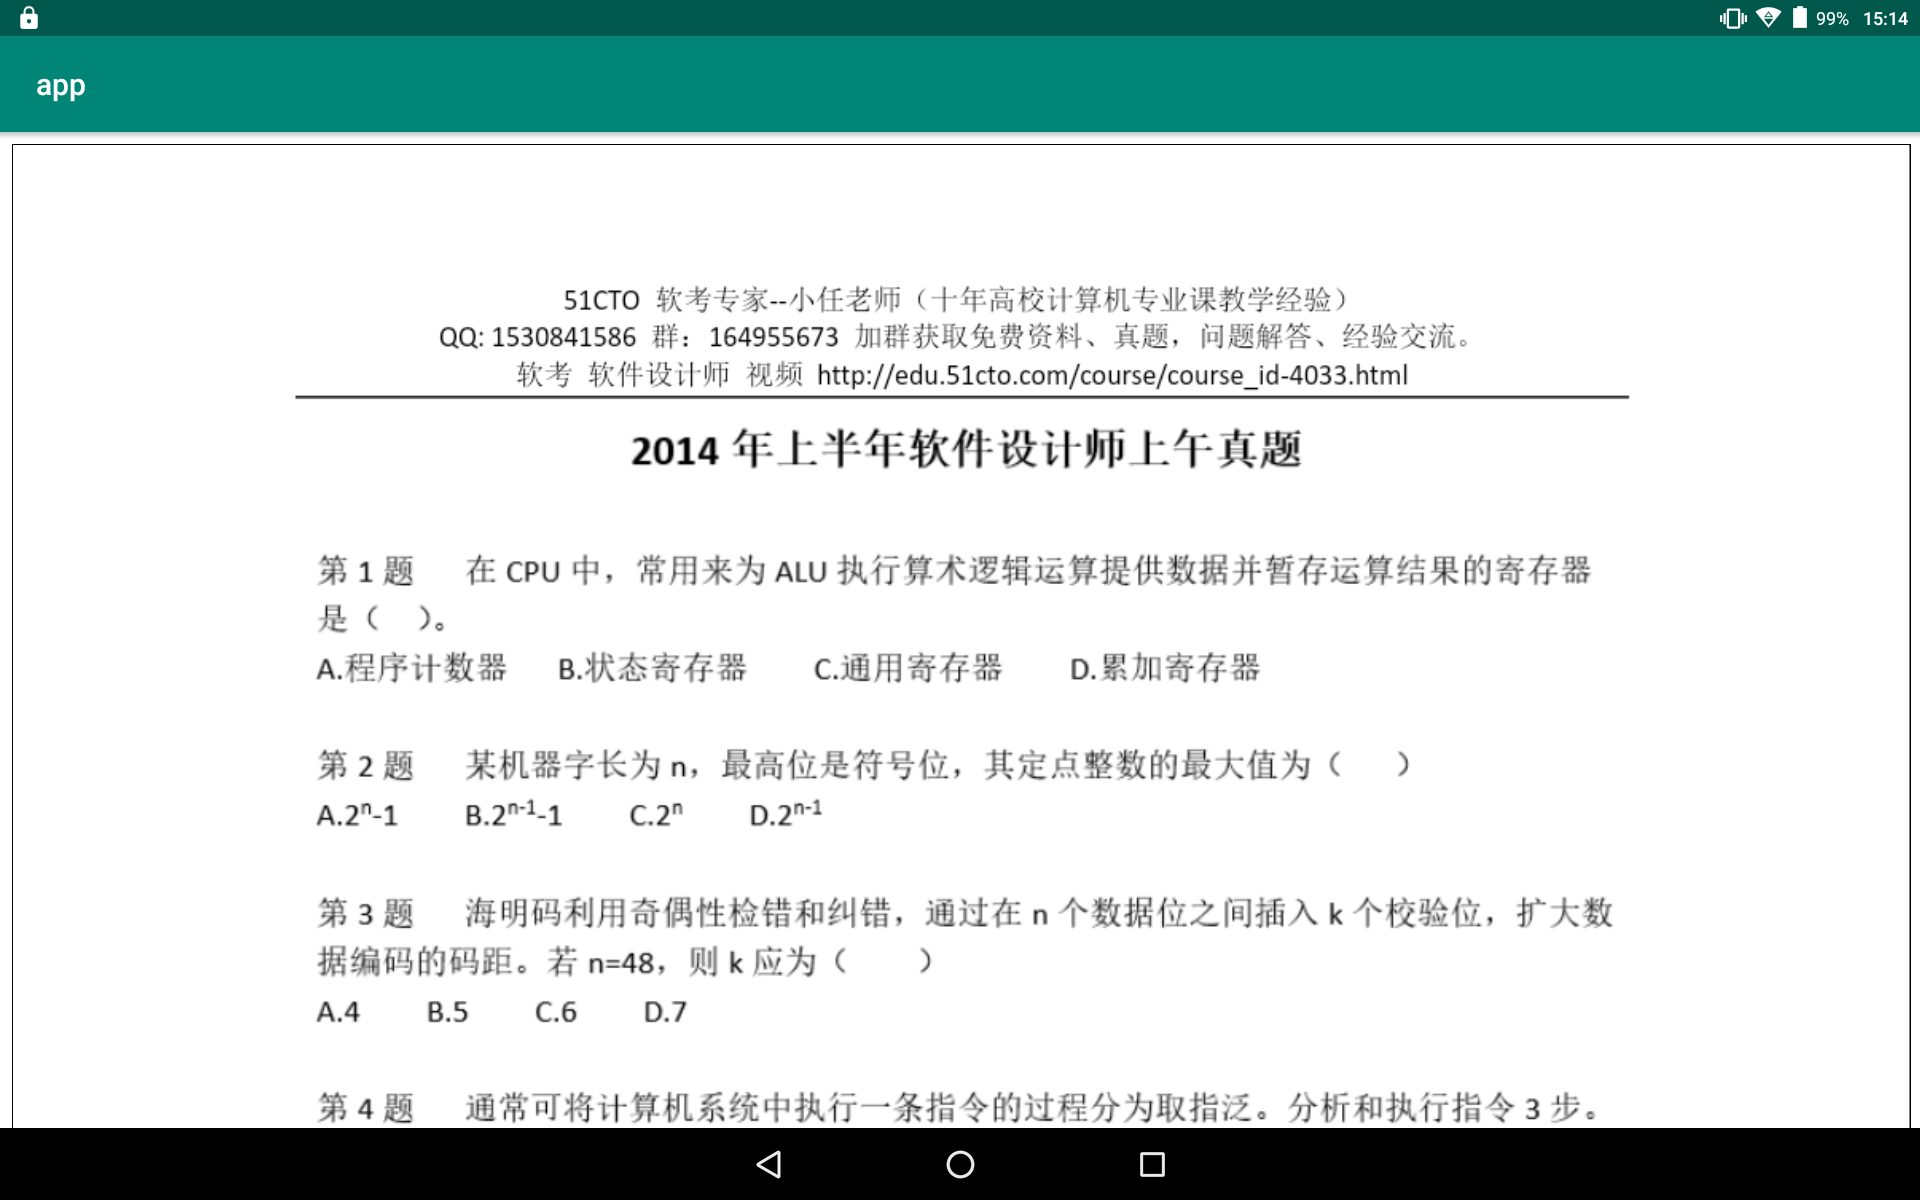 99% 15:14
app
51CTO 软考专家--小任老师（十年高校计算机专业课教学经验）
QQ: 1530841586 群：164955673 加群获取免费资料、真题，问题解答、经验交流。
软考 软件设计师 视频 http://edu.51cto.com/course/course_id-4033.html
2014 年上半年软件设计师上午真题
第 1 题 在 CPU 中，常用来为 ALU 执行算术逻辑运算提供数据并暂存运算结果的寄存器
是（ ）。
A.程序计数器 B.状态寄存器 C.通用寄存器 D.累加寄存器
第 2 题 某机器字长为 n，最高位是符号位，其定点整数的最大值为（ ）
A.2ⁿ-1 B.2ⁿ⁻¹-1 C.2ⁿ D.2ⁿ⁻¹
第 3 题 海明码利用奇偶性检错和纠错，通过在 n 个数据位之间插入 k 个校验位，扩大数
据编码的码距。若 n=48，则 k 应为（ ）
A.4 B.5 C.6 D.7
第 4 题 通常可将计算机系统中执行一条指令的过程分为取指泛。分析和执行指令 3 步。